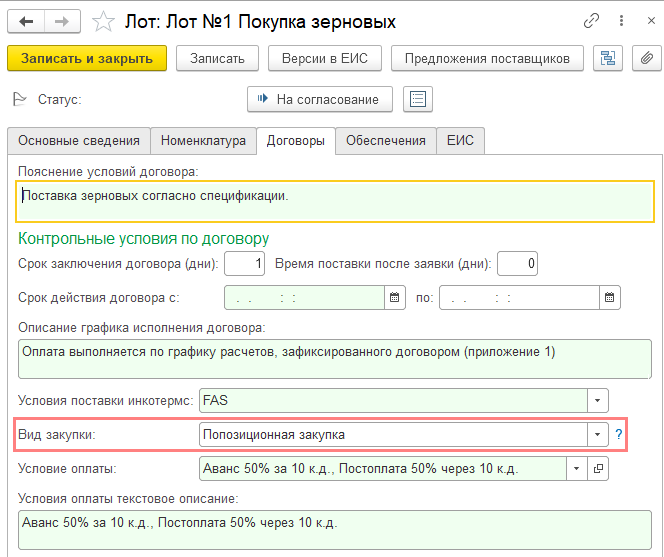 Лот: Лот №1 Покупка зерновых
Записать и закрыть Записать Версии в ЕИС Предложения поставщиков
Статус: На согласование
Основные сведения Номенклатура Договоры Обеспечения ЕИС
Пояснение условий договора:
Поставка зерновых согласно спецификации.
Контрольные условия по договору
Срок заключения договора (дни): 1 Время поставки после заявки (дни): 0
Срок действия договора с: . . : : по: . . : :
Описание графика исполнения договора:
Оплата выполняется по графику расчетов, зафиксированного договором (приложение 1)
Условия поставки инкотермс: FAS
Вид закупки: Попозиционная закупка ?
Условие оплаты: Аванс 50% за 10 к.д., Постоплата 50% через 10 к.д.
Условия оплаты текстовое описание:
Аванс 50% за 10 к.д., Постоплата 50% через 10 к.д.